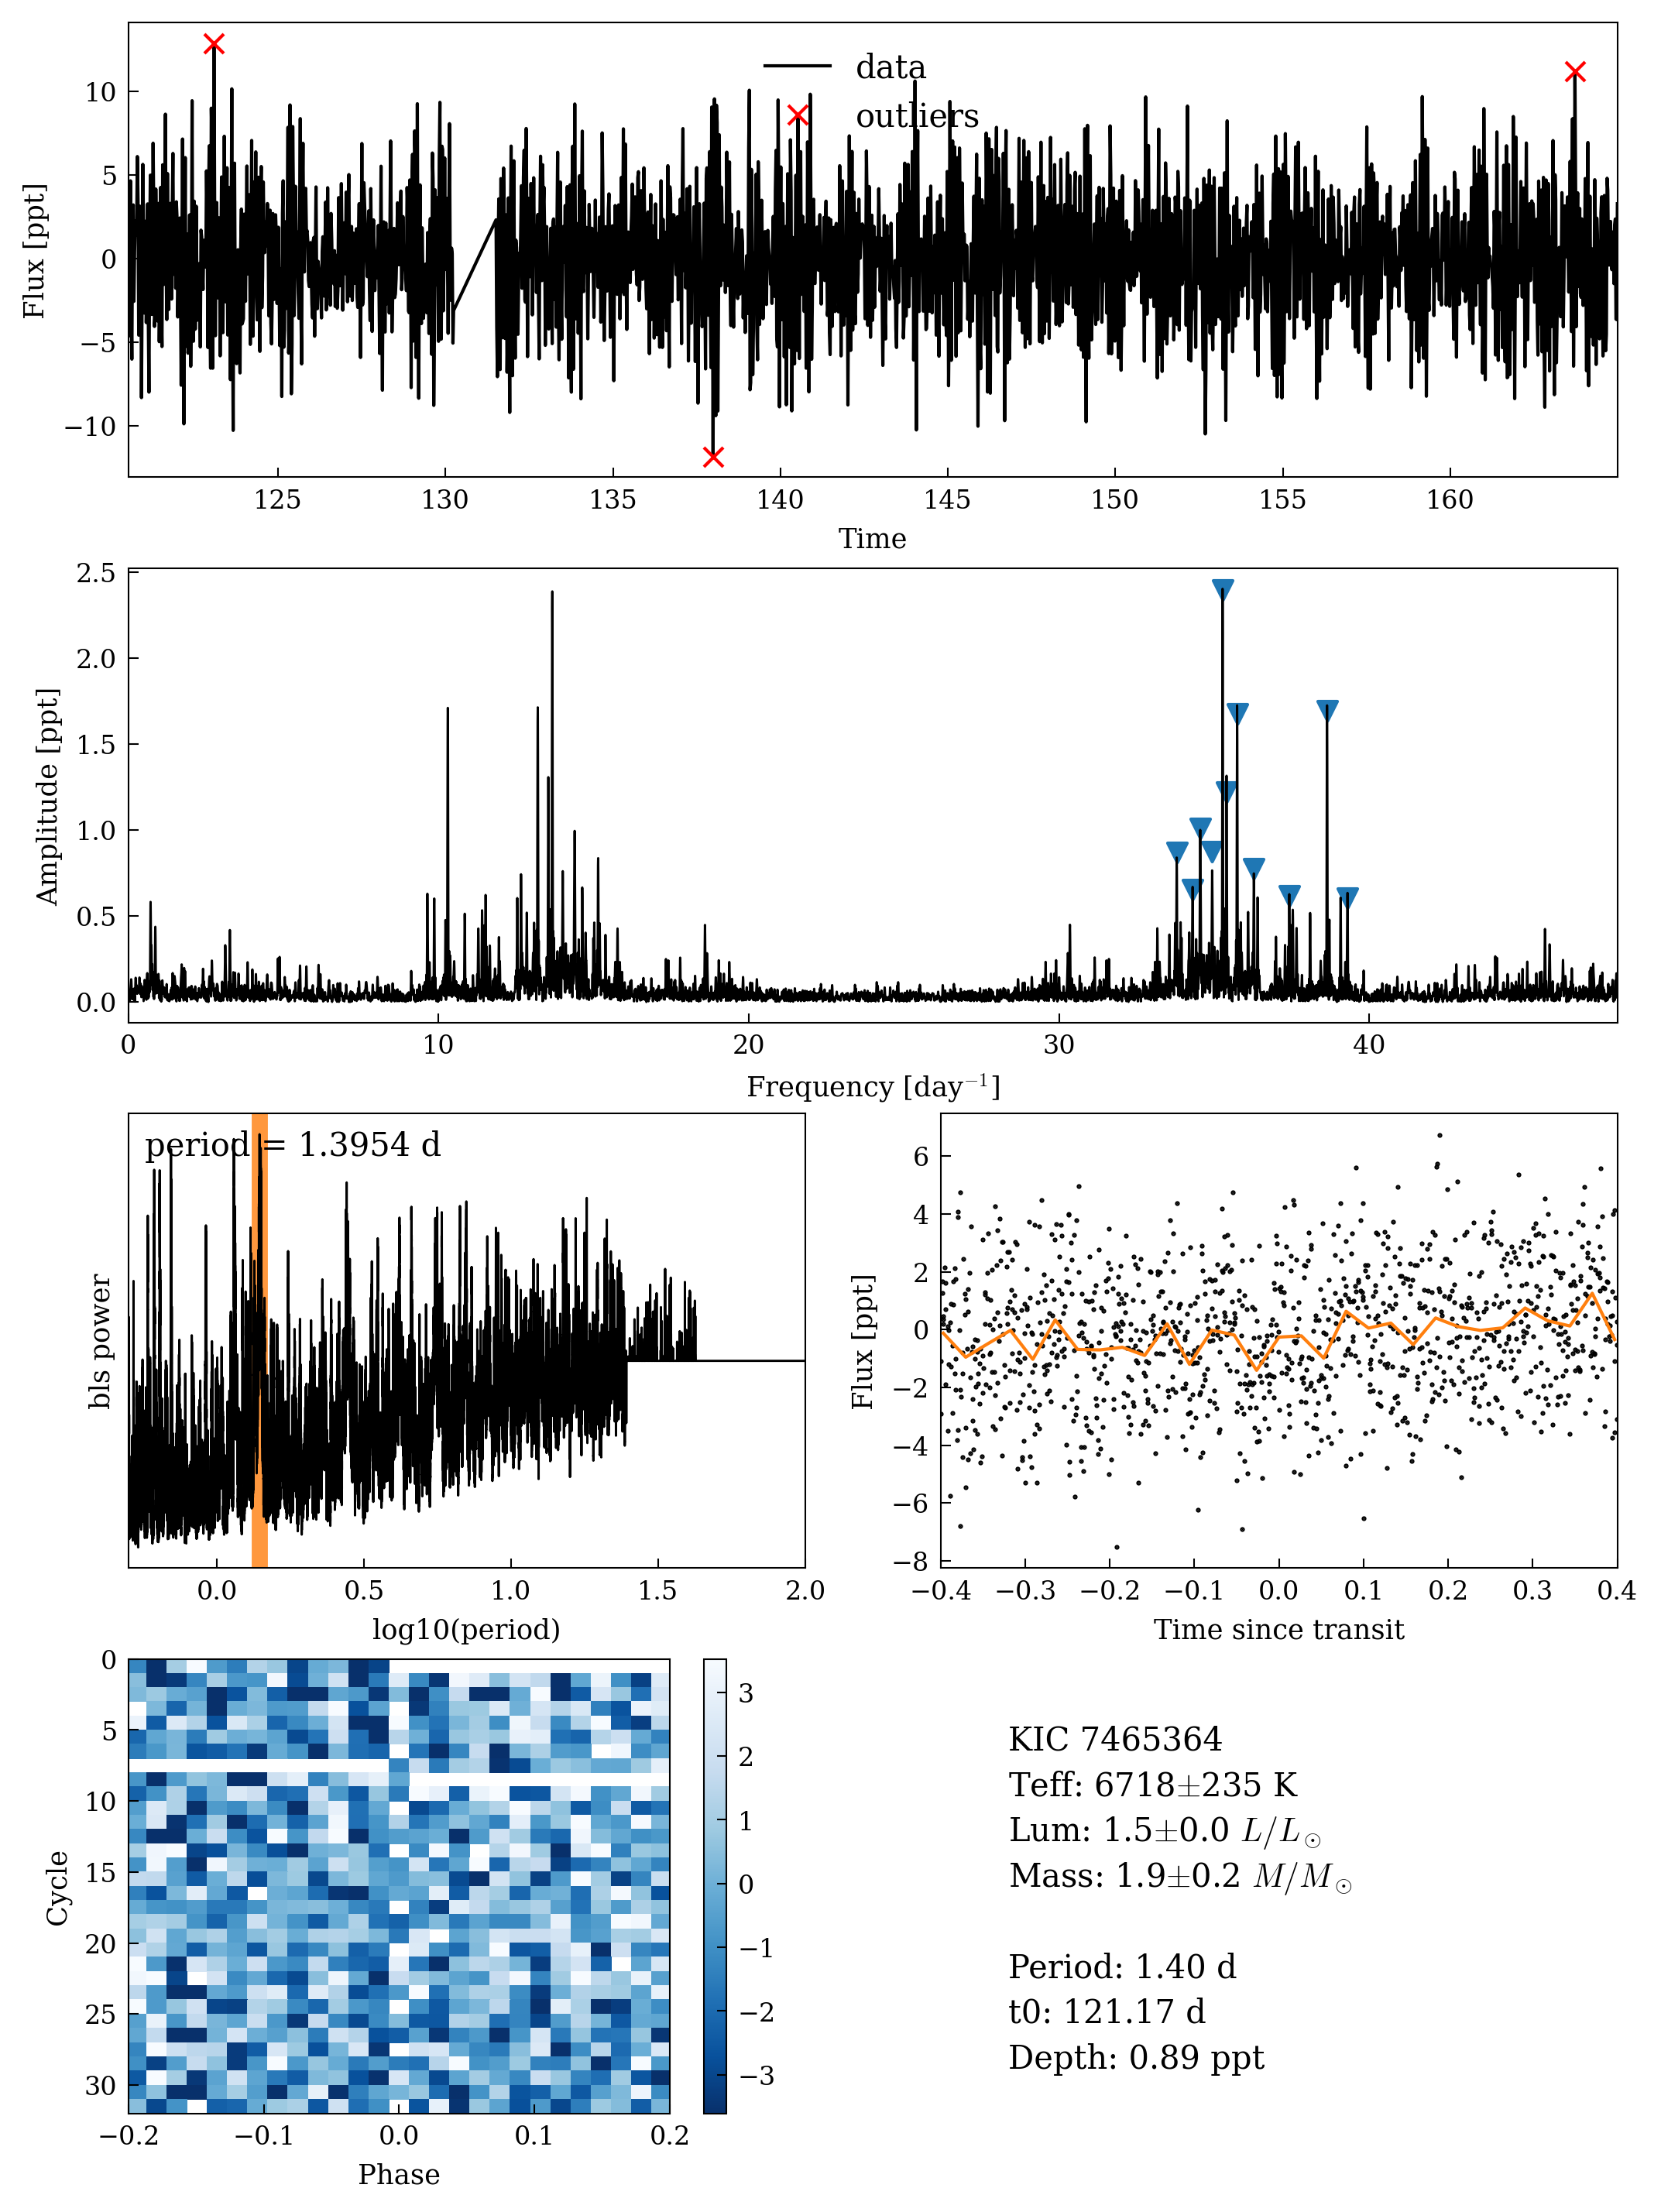 data
outliers
10
5
0
−5
−10
Flux [ppt]
125 130 135 140 145 150 155 160
Time
2.5
2.0
1.5
1.0
0.5
0.0
Amplitude [ppt]
0 10 20 30 40
Frequency [day⁻¹]
period = 1.3954 d
bls power
0.0 0.5 1.0 1.5 2.0
log10(period)
6
4
2
0
−2
−4
−6
−8
Flux [ppt]
−0.4 −0.3 −0.2 −0.1 0.0 0.1 0.2 0.3 0.4
Time since transit
0
5
10
15
20
25
30
Cycle
−0.2 −0.1 0.0 0.1 0.2
Phase
3
2
1
0
−1
−2
−3
KIC 7465364
Teff: 6718±235 K
Lum: 1.5±0.0 L/L⊙
Mass: 1.9±0.2 M/M⊙
Period: 1.40 d
t0: 121.17 d
Depth: 0.89 ppt